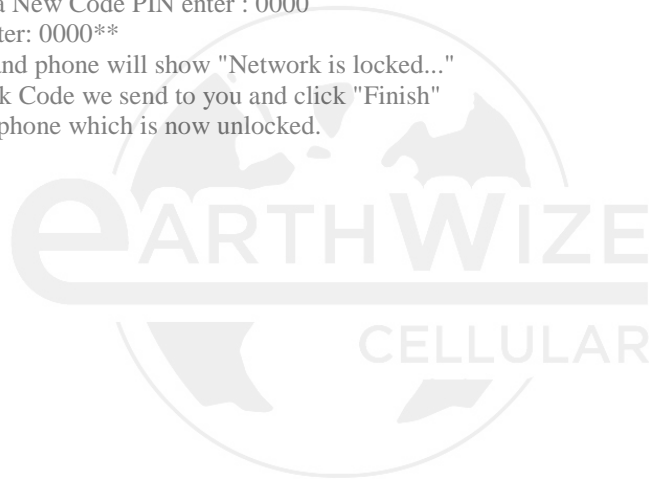 a New Code PIN enter : 0000
ter: 0000**
and phone will show "Network is locked..."
k Code we send to you and click "Finish"
phone which is now unlocked.
eARTHWIZE
CELLULAR